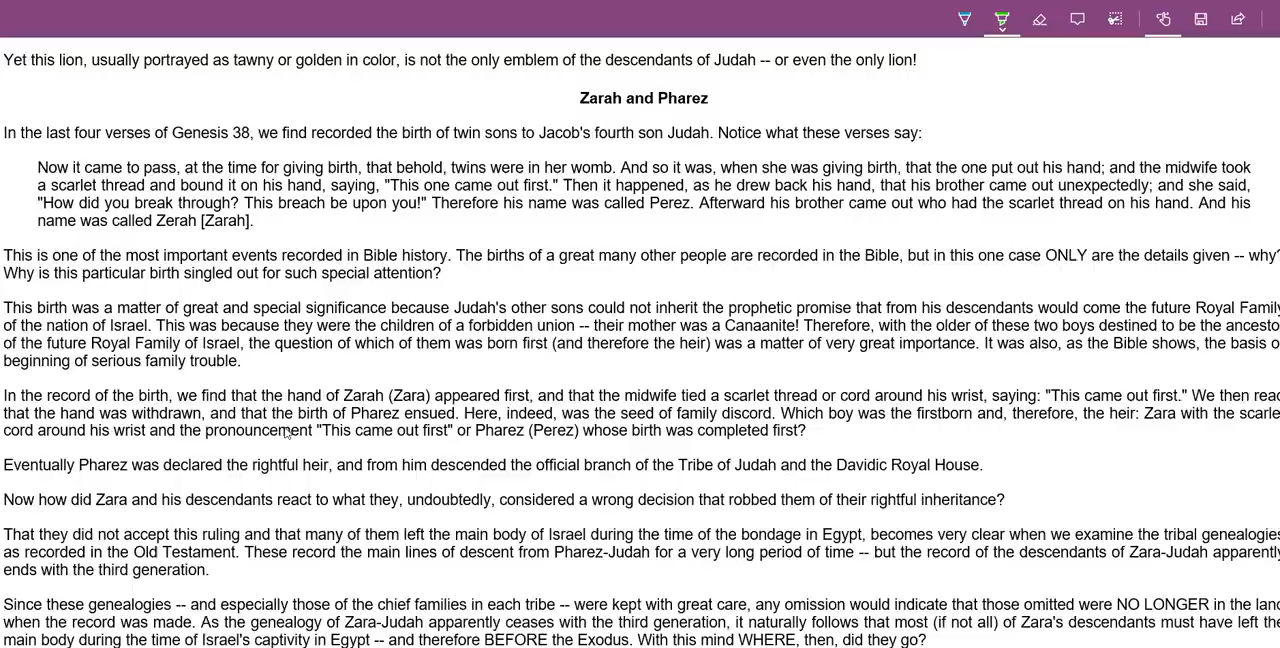 Yet this lion, usually portrayed as tawny or golden in color, is not the only emblem of the descendants of Judah -- or even the only lion!
Zarah and Pharez
In the last four verses of Genesis 38, we find recorded the birth of twin sons to Jacob's fourth son Judah. Notice what these verses say:
Now it came to pass, at the time for giving birth, that behold, twins were in her womb. And so it was, when she was giving birth, that the one put out his hand; and the midwife took
a scarlet thread and bound it on his hand, saying, "This one came out first." Then it happened, as he drew back his hand, that his brother came out unexpectedly; and she said,
"How did you break through? This breach be upon you!" Therefore his name was called Perez. Afterward his brother came out who had the scarlet thread on his hand. And his
name was called Zerah [Zarah].
This is one of the most important events recorded in Bible history. The births of a great many other people are recorded in the Bible, but in this one case ONLY are the details given -- why?
Why is this particular birth singled out for such special attention?
This birth was a matter of great and special significance because Judah's other sons could not inherit the prophetic promise that from his descendants would come the future Royal Family
of the nation of Israel. This was because they were the children of a forbidden union -- their mother was a Canaanite! Therefore, with the older of these two boys destined to be the ancesto
of the future Royal Family of Israel, the question of which of them was born first (and therefore the heir) was a matter of very great importance. It was also, as the Bible shows, the basis o
beginning of serious family trouble.
In the record of the birth, we find that the hand of Zarah (Zara) appeared first, and that the midwife tied a scarlet thread or cord around his wrist, saying: "This came out first." We then read
that the hand was withdrawn, and that the birth of Pharez ensued. Here, indeed, was the seed of family discord. Which boy was the firstborn and, therefore, the heir: Zara with the scarle
cord around his wrist and the pronouncement "This came out first" or Pharez (Perez) whose birth was completed first?
Eventually Pharez was declared the rightful heir, and from him descended the official branch of the Tribe of Judah and the Davidic Royal House.
Now how did Zara and his descendants react to what they, undoubtedly, considered a wrong decision that robbed them of their rightful inheritance?
That they did not accept this ruling and that many of them left the main body of Israel during the time of the bondage in Egypt, becomes very clear when we examine the tribal genealogies
as recorded in the Old Testament. These record the main lines of descent from Pharez-Judah for a very long period of time -- but the record of the descendants of Zara-Judah apparently
ends with the third generation.
Since these genealogies -- and especially those of the chief families in each tribe -- were kept with great care, any omission would indicate that those omitted were NO LONGER in the land
when the record was made. As the genealogy of Zara-Judah apparently ceases with the third generation, it naturally follows that most (if not all) of Zara's descendants must have left the
main body during the time of Israel's captivity in Egypt -- and therefore BEFORE the Exodus. With this mind WHERE, then, did they go?